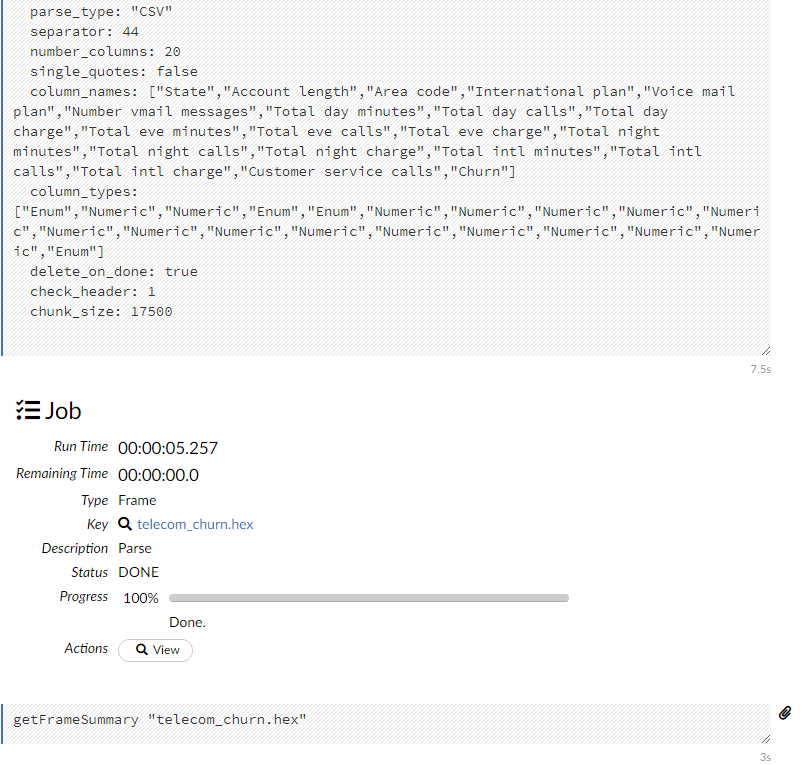 parse_type: "CSV"
separator: 44
number_columns: 20
single_quotes: false
column_names: ["State","Account length","Area code","International plan","Voice mail
plan","Number vmail messages","Total day minutes","Total day calls","Total day
charge","Total eve minutes","Total eve calls","Total eve charge","Total night
minutes","Total night calls","Total night charge","Total intl minutes","Total intl
calls","Total intl charge","Customer service calls","Churn"]
column_types:
["Enum","Numeric","Numeric","Enum","Enum","Numeric","Numeric","Numeric","Numeric","Numeri
c","Numeric","Numeric","Numeric","Numeric","Numeric","Numeric","Numeric","Numeric","Numer
ic","Enum"]
delete_on_done: true
check_header: 1
chunk_size: 17500
7.5s
Job
Run Time 00:00:05.257
Remaining Time 00:00:00.0
Type Frame
Key telecom_churn.hex
Description Parse
Status DONE
Progress 100%
Done.
Actions View
getFrameSummary "telecom_churn.hex"
3s